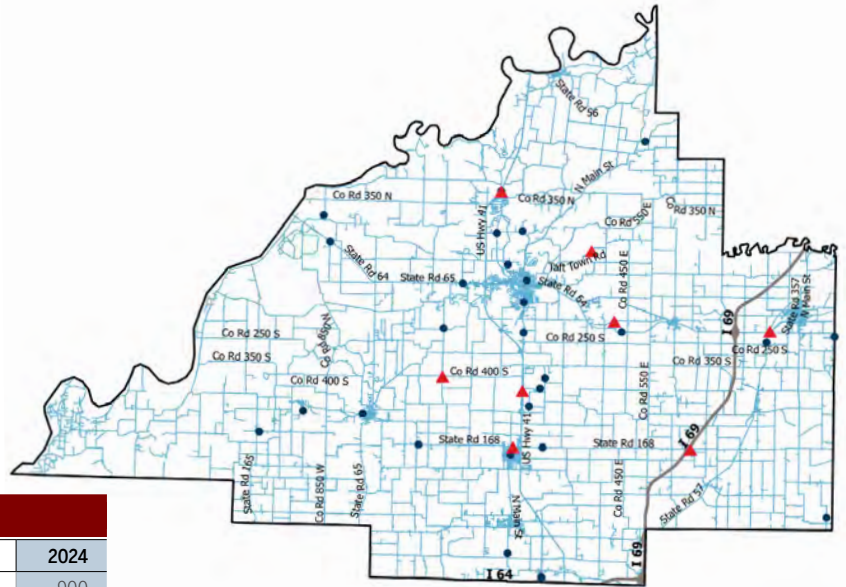 State Rd 56
N Main St
Co Rd 350 N
Co Rd 350 N
Co Rd 550 E
Co Rd 350 N
US Hwy 41
Taft Town Rd
State Rd 64
State Rd 65
State Rd 64
Co Rd 450 E
State Rd 357
N Main St
I 69
Co Rd 250 S
Co Rd 250 S
Co Rd 250 S
Co Rd 350 S
Co Rd 350 S
Co Rd 400 S
Co Rd 400 S
Co Rd 550 E
US Hwy 41
State Rd 168
State Rd 168
I 69
State Rd 165
Co Rd 850 W
State Rd 65
Co Rd 450 E
State Rd 57
N Main St
I 69
I 64
2024